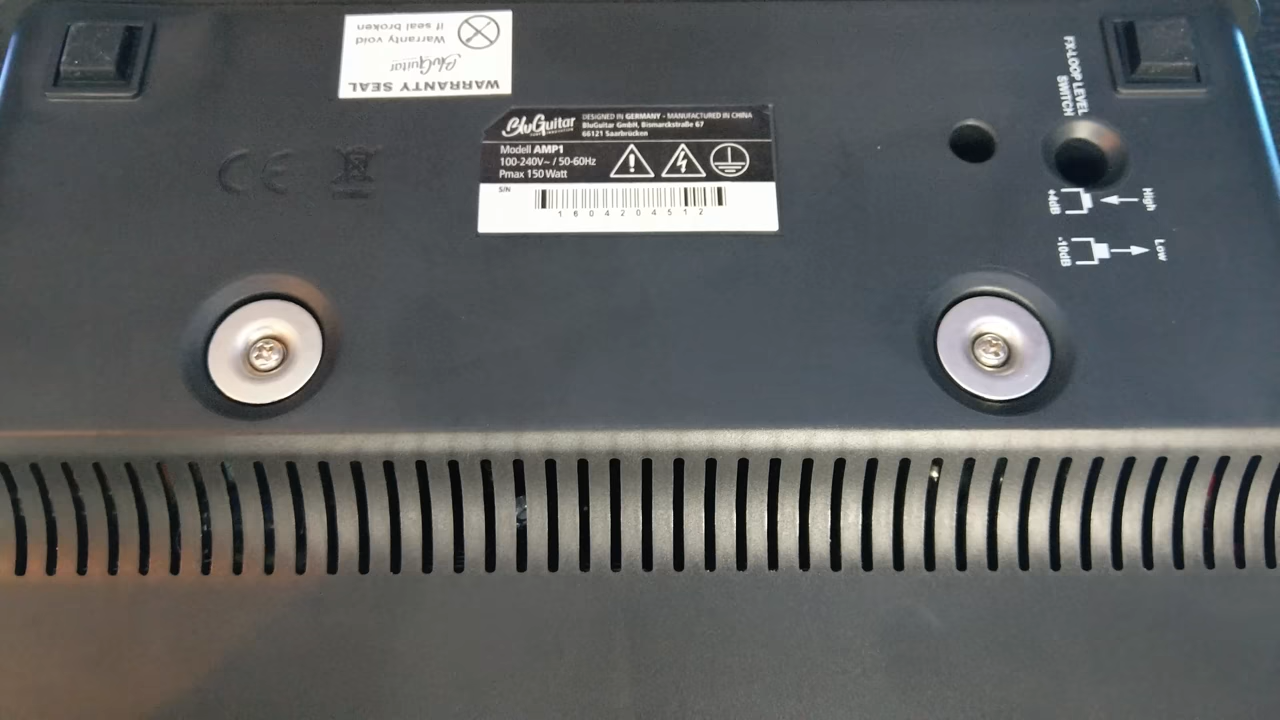 WARRANTY SEAL
BluGuitar
Warranty void
if seal broken
BluGuitar
DESIGNED IN GERMANY - MANUFACTURED IN CHINA
BluGuitar GmbH, Bismarckstraße 67
66121 Saarbrücken
Modell AMP1
100-240V~ / 50-60Hz
Pmax 150 Watt
S/N
1604204512
FX-LOOP LEVEL
SWITCH
+4dB
High
-10dB
Low
CE